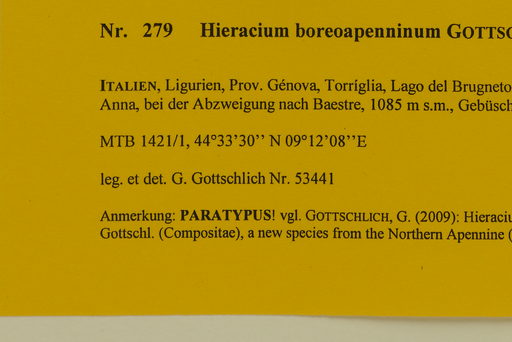 Nr. 279 Hieracium boreoapenninum GOTTSC
ITALIEN, Ligurien, Prov. Génova, Torríglia, Lago del Brugneto
Anna, bei der Abzweigung nach Baestre, 1085 m s.m., Gebüsch
MTB 1421/1, 44°33'30'' N 09°12'08''E
leg. et det. G. Gottschlich Nr. 53441
Anmerkung: PARATYPUS! vgl. GOTTSCHLICH, G. (2009): Hieraciu
Gottschl. (Compositae), a new species from the Northern Apennine (